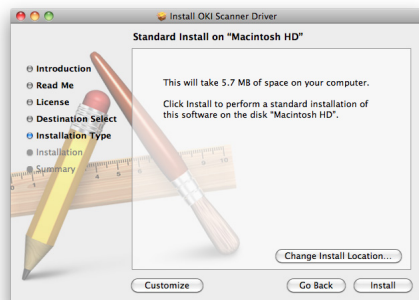 Install OKI Scanner Driver
Standard Install on “Macintosh HD”
Introduction
Read Me
License
Destination Select
Installation Type
Installation
Summary
This will take 5.7 MB of space on your computer.
Click Install to perform a standard installation of
this software on the disk “Macintosh HD”.
Change Install Location...
Customize
Go Back
Install